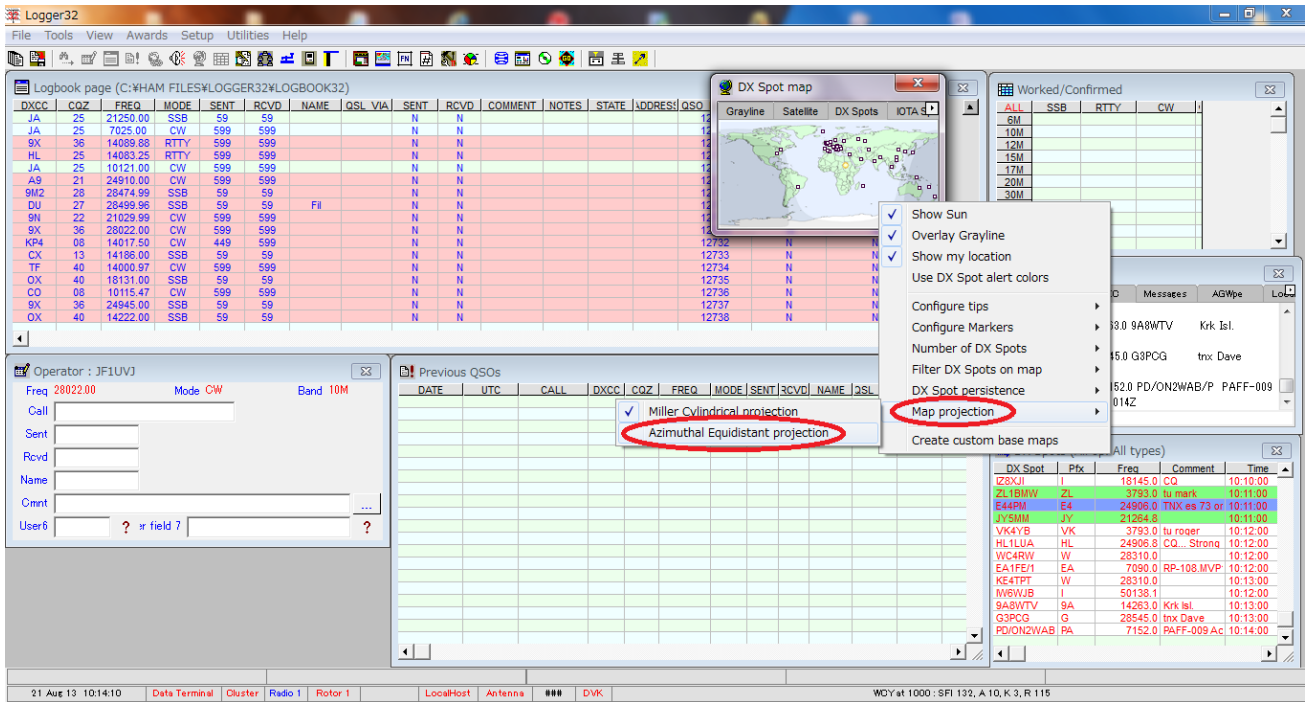 Logger32
File Tools View Awards Setup Utilities Help
Logbook page (C:¥HAM FILES¥LOGGER32¥LOGBOOK32)
DXCC CQZ FREQ MODE SENT RCVD NAME QSL VIA SENT RCVD COMMENT NOTES STATE ADDRESS QSO
JA 25 21250.00 SSB 59 59 N N
JA 25 7025.00 CW 599 599 N N
9X 36 14089.88 RTTY 599 599 N N
HL 25 14083.25 RTTY 599 599 N N
JA 25 10121.00 CW 599 599 N N
A9 21 24910.00 CW 599 599 N N
9M2 28 28474.99 SSB 59 59 N N
DU 27 28499.96 SSB 59 59 Fil N N
9N 22 21029.99 CW 599 599 N N
9X 36 28022.00 CW 599 599 N N
KP4 08 14017.50 CW 449 599 N N 12732 N N
CX 13 14186.00 SSB 59 59 N N 12733 N N
TF 40 14000.97 CW 599 599 N N 12734 N N
OX 40 18131.00 SSB 59 59 N N 12735 N N
CO 08 10115.47 CW 599 599 N N 12736 N N
9X 36 24945.00 SSB 59 59 N N 12737 N N
OX 40 14222.00 SSB 59 59 N N 12738 N N
DX Spot map
Grayline Satellite DX Spots IOTA S
Worked/Confirmed
ALL SSB RTTY CW
6M
10M
12M
15M
17M
20M
30M
Show Sun
Overlay Grayline
Show my location
Use DX Spot alert colors
Configure tips
Configure Markers
Number of DX Spots
Filter DX Spots on map
DX Spot persistence
Map projection
Create custom base maps
Miller Cylindrical projection
Azimuthal Equidistant projection
Messages AGWpe
63.0 9A8WTV Krk Isl.
45.0 G3PCG tnx Dave
152.0 PD/ON2WAB/P PAFF-009
014Z
Operator : JF1UVJ
Freq 28022.00 Mode CW Band 10M
Call
Sent
Rcvd
Name
Cmnt ...
User6 ? er field 7 ?
Previous QSOs
DATE UTC CALL DXCC CQZ FREQ MODE SENT RCVD NAME QSL
All types)
DX Spot Pfx Freq Comment Time
IZ8XJI I 18145.0 CQ 10:10:00
ZL1BMW ZL 3793.0 tu mark 10:11:00
E44PM E4 24906.0 TNX es 73 or 10:11:00
JY5MM JY 21264.8 10:11:00
VK4YB VK 3793.0 tu roger 10:12:00
HL1LUA HL 24906.8 CQ... Strong 10:12:00
WC4RW W 28310.0 10:12:00
EA1FE/1 EA 7090.0 RP-108.MVP 10:12:00
KE4TPT W 28310.0 10:13:00
IW6WJB I 50138.1 10:12:00
9A8WTV 9A 14263.0 Krk Isl. 10:13:00
G3PCG G 28545.0 tnx Dave 10:13:00
PD/ON2WAB PA 7152.0 PAFF-009 Ac 10:14:00
21 Aug 13 10:14:10 Data Terminal Cluster Radio 1 Rotor 1 LocalHost Antenna ### DVK WCY at 1000 : SFI 132, A 10, K 3, R 115